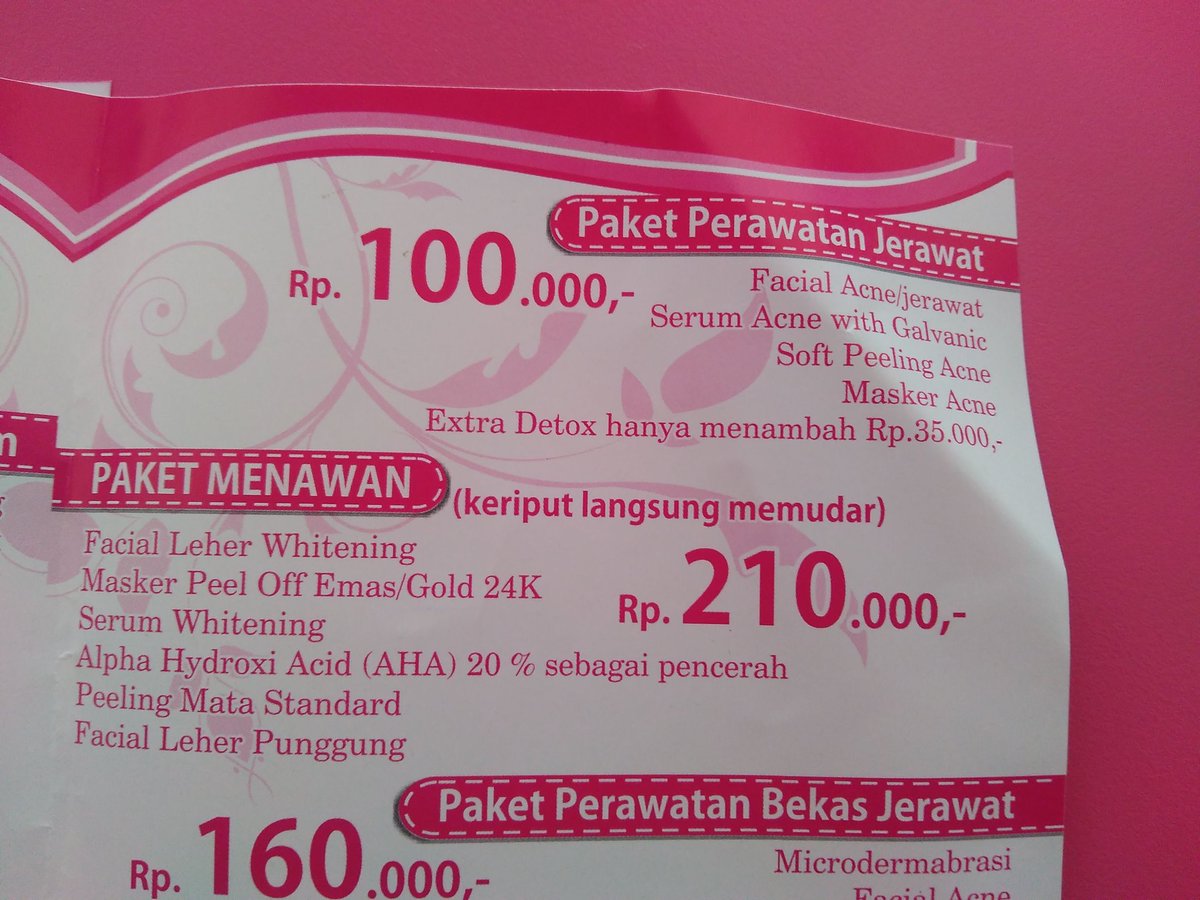 Paket Perawatan Jerawat
Rp. 100.000,-
Facial Acne/jerawat
Serum Acne with Galvanic
Soft Peeling Acne
Masker Acne
Extra Detox hanya menambah Rp.35.000,-
PAKET MENAWAN
(keriput langsung memudar)
Rp. 210.000,-
Facial Leher Whitening
Masker Peel Off Emas/Gold 24K
Serum Whitening
Alpha Hydroxi Acid (AHA) 20 % sebagai pencerah
Peeling Mata Standard
Facial Leher Punggung
Paket Perawatan Bekas Jerawat
Rp. 160.000,-
Microdermabrasi
Facial Acne